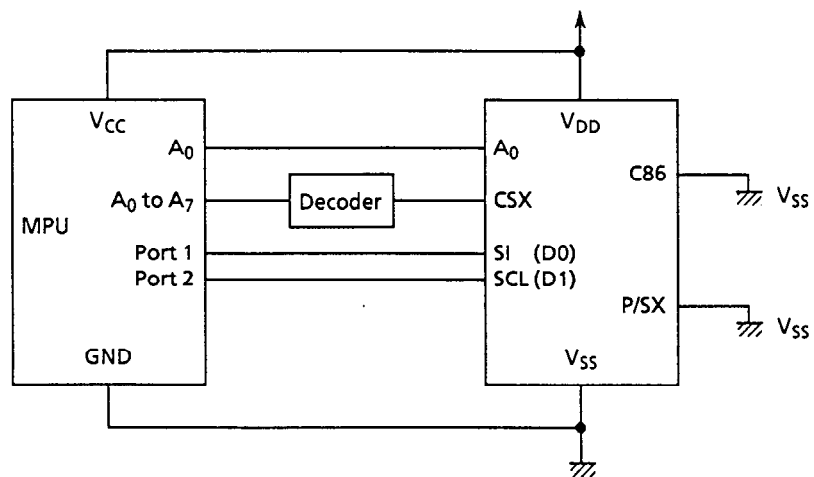 VCC
VDD
A0
A0
C86
VSS
A0 to A7
Decoder
CSX
MPU
Port 1
SI (D0)
Port 2
SCL (D1)
P/SX
VSS
GND
VSS